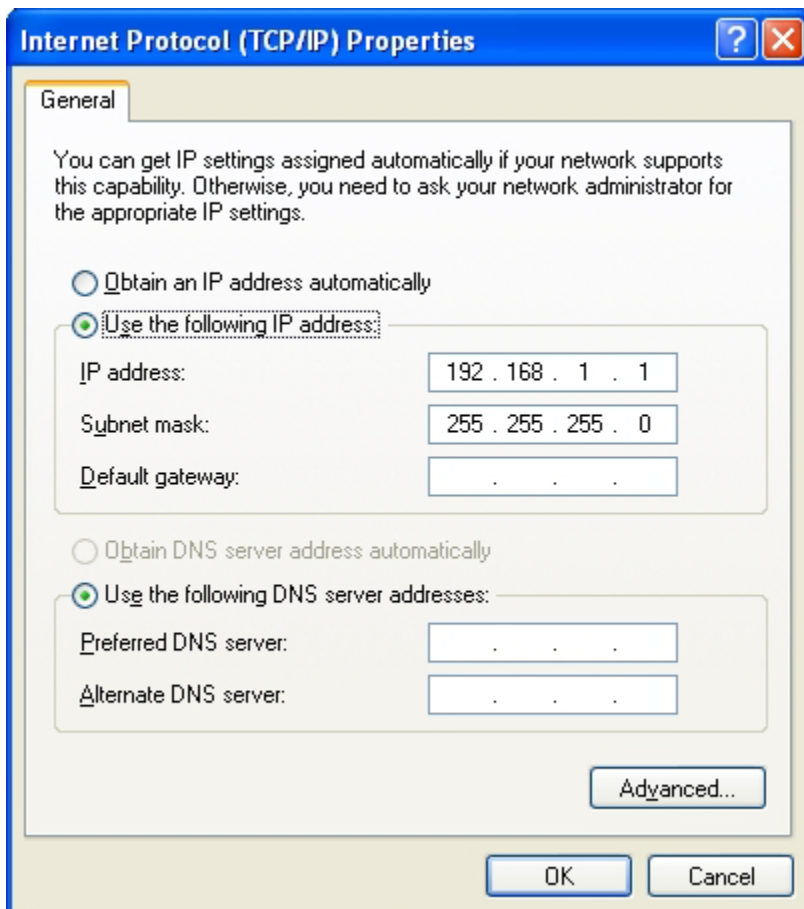 Internet Protocol (TCP/IP) Properties
General
You can get IP settings assigned automatically if your network supports
this capability. Otherwise, you need to ask your network administrator for
the appropriate IP settings.
Obtain an IP address automatically
Use the following IP address:
IP address: 192 . 168 . 1 . 1
Subnet mask: 255 . 255 . 255 . 0
Default gateway: . . .
Obtain DNS server address automatically
Use the following DNS server addresses:
Preferred DNS server: . . .
Alternate DNS server: . . .
Advanced...
OK Cancel